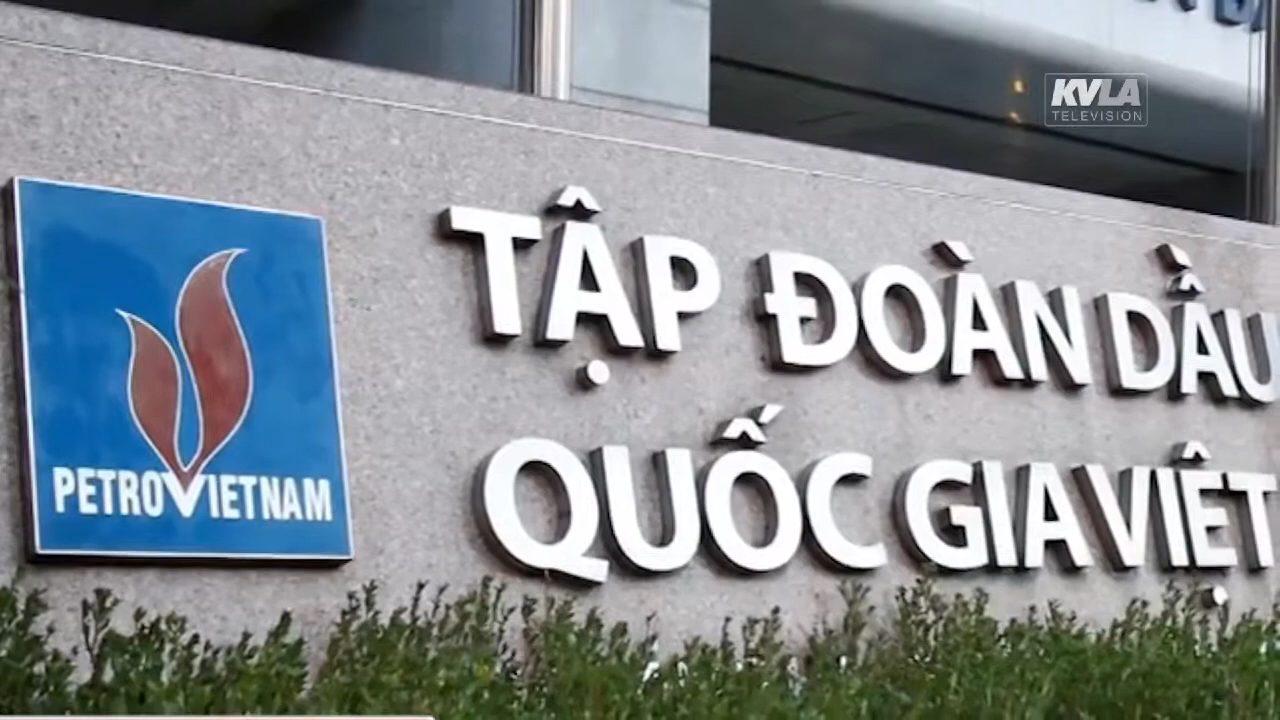 KVLA
TELEVISION
TẬP ĐOÀN DẦU
QUỐC GIA VIỆT
PETROVIETNAM